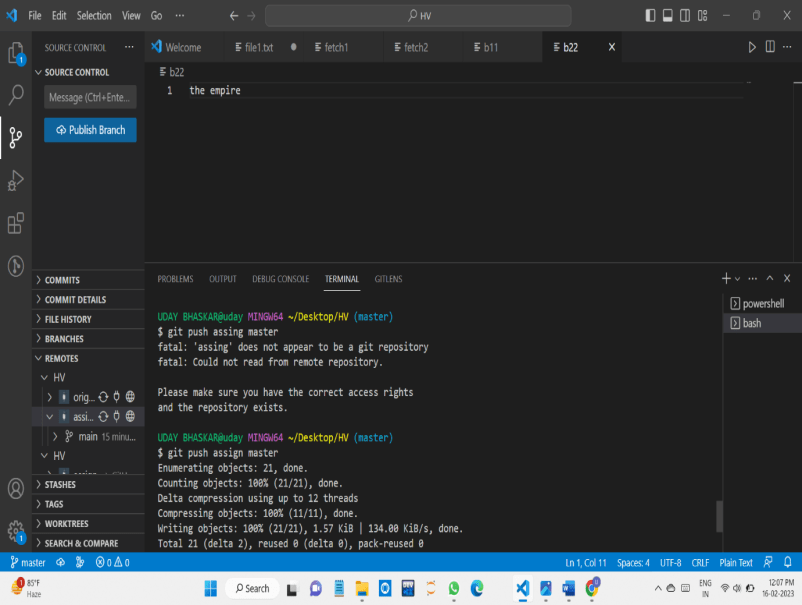 File Edit Selection View Go ··· HV
SOURCE CONTROL ···
Welcome file1.txt fetch1 fetch2 b11 b22
SOURCE CONTROL
b22
Message (Ctrl+Ente...
1 the empire
Publish Branch
COMMITS
COMMIT DETAILS
FILE HISTORY
BRANCHES
REMOTES
HV
orig...
assi...
main 15 minu...
HV
STASHES
TAGS
WORKTREES
SEARCH & COMPARE
PROBLEMS OUTPUT DEBUG CONSOLE TERMINAL GITLENS
powershell
bash
UDAY BHASKAR@uday MINGW64 ~/Desktop/HV (master)
$ git push assing master
fatal: 'assing' does not appear to be a git repository
fatal: Could not read from remote repository.
Please make sure you have the correct access rights
and the repository exists.
UDAY BHASKAR@uday MINGW64 ~/Desktop/HV (master)
$ git push assign master
Enumerating objects: 21, done.
Counting objects: 100% (21/21), done.
Delta compression using up to 12 threads
Compressing objects: 100% (11/11), done.
Writing objects: 100% (21/21), 1.57 KiB | 134.00 KiB/s, done.
Total 21 (delta 2), reused 0 (delta 0), pack-reused 0
master 0 0 Ln 1, Col 11 Spaces: 4 UTF-8 CRLF Plain Text
85°F
Haze
Search
ENG
IN
12:07 PM
16-02-2023